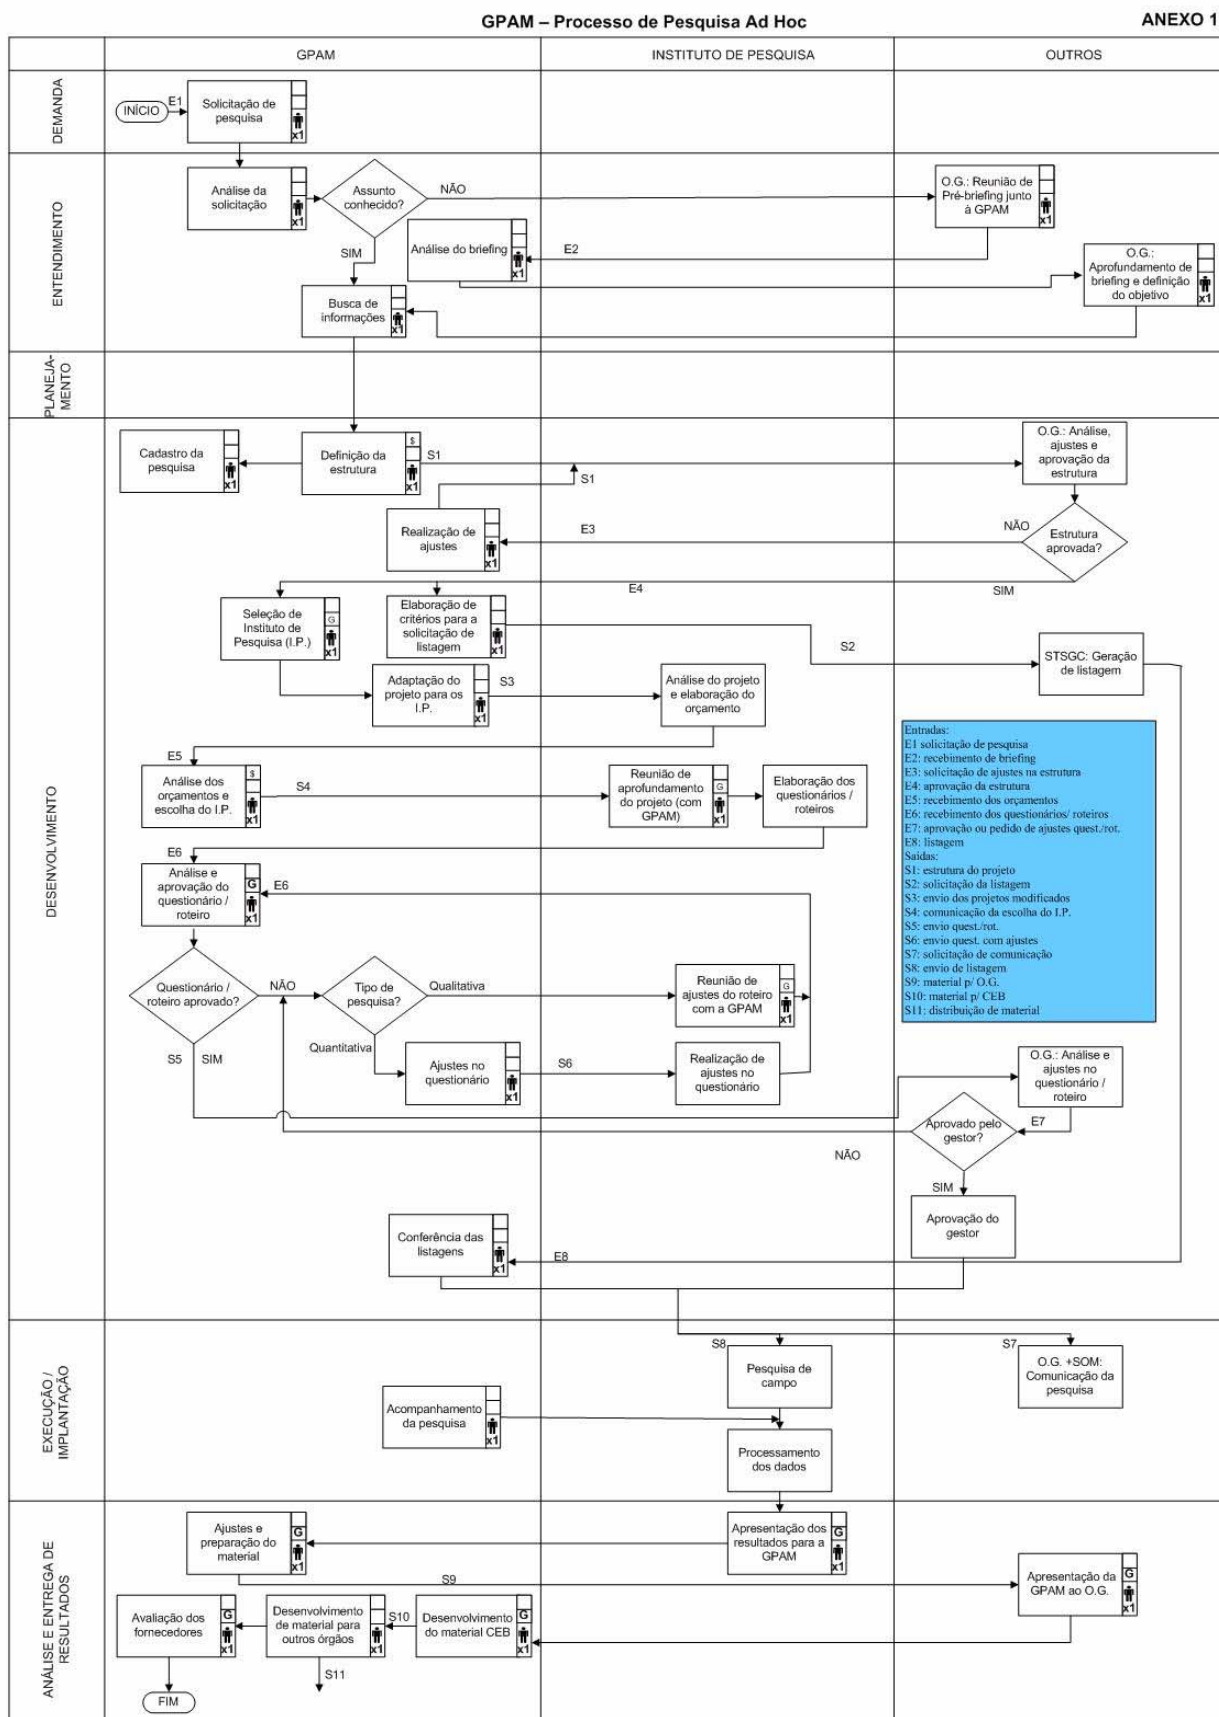 GPAM – Processo de Pesquisa Ad Hoc
ANEXO 1
GPAM
INSTITUTO DE PESQUISA
OUTROS
DEMANDA
INÍCIO
E1
Solicitação de
pesquisa
x1
ENTENDIMENTO
Análise da
solicitação
x1
Assunto
conhecido?
NÃO
O.G.: Reunião de
Pré-briefing junto
à GPAM
x1
SIM
Análise do briefing
x1
E2
O.G.:
Aprofundamento de
briefing e definição
do objetivo
x1
Busca de
informações
x1
PLANEJA-
MENTO
DESENVOLVIMENTO
Cadastro da
pesquisa
x1
Definição da
estrutura
$
x1
S1
S1
O.G.: Análise,
ajustes e
aprovação da
estrutura
Realização de
ajustes
x1
E3
NÃO
Estrutura
aprovada?
E4
SIM
Seleção de
Instituto de
Pesquisa (I.P.)
G
x1
Elaboração de
critérios para a
solicitação de
listagem
x1
S2
STSGC: Geração
de listagem
Adaptação do
projeto para os
I.P.
x1
S3
Análise do projeto
e elaboração do
orçamento
E5
Análise dos
orçamentos e
escolha do I.P.
$
x1
S4
Reunião de
aprofundamento
do projeto (com
GPAM)
G
x1
Elaboração dos
questionários /
roteiros
Entradas:
E1 solicitação de pesquisa
E2: recebimento de briefing
E3: solicitação de ajustes na estrutura
E4: aprovação da estrutura
E5: recebimento dos orçamentos
E6: recebimento dos questionários/ roteiros
E7: aprovação ou pedido de ajustes quest./rot.
E8: listagem
Saídas:
S1: estrutura do projeto
S2: solicitação da listagem
S3: envio dos projetos modificados
S4: comunicação da escolha do I.P.
S5: envio quest./rot.
S6: envio quest. com ajustes
S7: solicitação de comunicação
S8: envio de listagem
S9: material p/ O.G.
S10: material p/ CEB
S11: distribuição de material
E6
Análise e
aprovação do
questionário /
roteiro
G
x1
E6
Questionário /
roteiro aprovado?
NÃO
Tipo de
pesquisa?
Qualitativa
Reunião de
ajustes do roteiro
com a GPAM
G
x1
S5
SIM
Quantitativa
Ajustes no
questionário
x1
S6
Realização de
ajustes no
questionário
O.G.: Análise e
ajustes no
questionário /
roteiro
E7
Aprovado pelo
gestor?
NÃO
SIM
Aprovação do
gestor
Conferência das
listagens
x1
E8
EXECUÇÃO /
IMPLANTAÇÃO
S8
Pesquisa de
campo
S7
O.G. +SOM:
Comunicação da
pesquisa
Acompanhamento
da pesquisa
x1
Processamento
dos dados
ANÁLISE E ENTREGA DE
RESULTADOS
Ajustes e
preparação do
material
G
x1
Apresentação dos
resultados para a
GPAM
G
x1
S9
Apresentação da
GPAM ao O.G.
G
x1
Avaliação dos
fornecedores
G
x1
Desenvolvimento
de material para
outros órgãos
x1
S10
Desenvolvimento
do material CEB
G
x1
S11
FIM